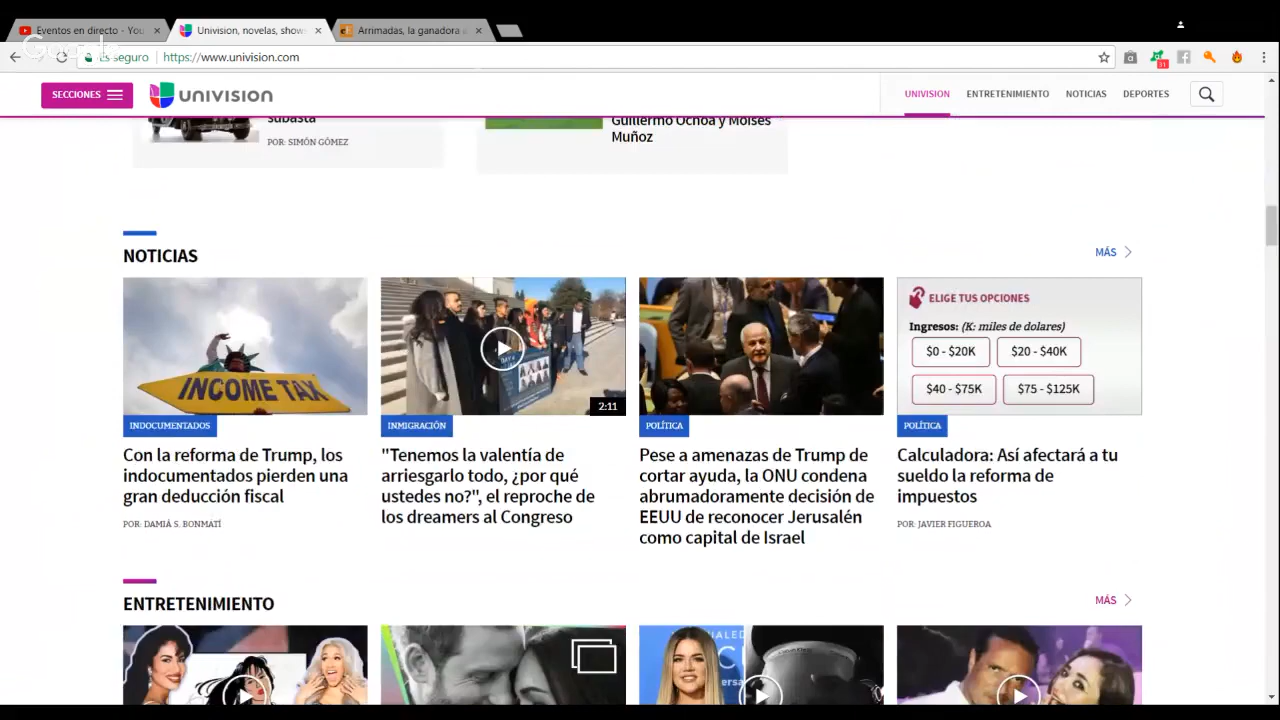 Eventos en directo - You
Univision, novelas, show
Arrimadas, la ganadora
Google
Es seguro
https://www.univision.com
31
SECCIONES
UNIVISION
UNIVISION
ENTRETENIMIENTO
NOTICIAS
DEPORTES
subasta
POR: SIMÓN GÓMEZ
Guillermo Ochoa y Moisés
Muñoz
NOTICIAS
MÁS
INCOME TAX
2:11
ELIGE TUS OPCIONES
Ingresos: (K: miles de dolares)
$0 - $20K
$20 - $40K
$40 - $75K
$75 - $125K
INDOCUMENTADOS
Con la reforma de Trump, los
indocumentados pierden una
gran deducción fiscal
POR: DAMIÀ S. BONMATÍ
INMIGRACIÓN
"Tenemos la valentía de
arriesgarlo todo, ¿por qué
ustedes no?", el reproche de
los dreamers al Congreso
POLÍTICA
Pese a amenazas de Trump de
cortar ayuda, la ONU condena
abrumadoramente decisión de
EEUU de reconocer Jerusalén
como capital de Israel
POLÍTICA
Calculadora: Así afectará a tu
sueldo la reforma de
impuestos
POR: JAVIER FIGUEROA
ENTRETENIMIENTO
MÁS